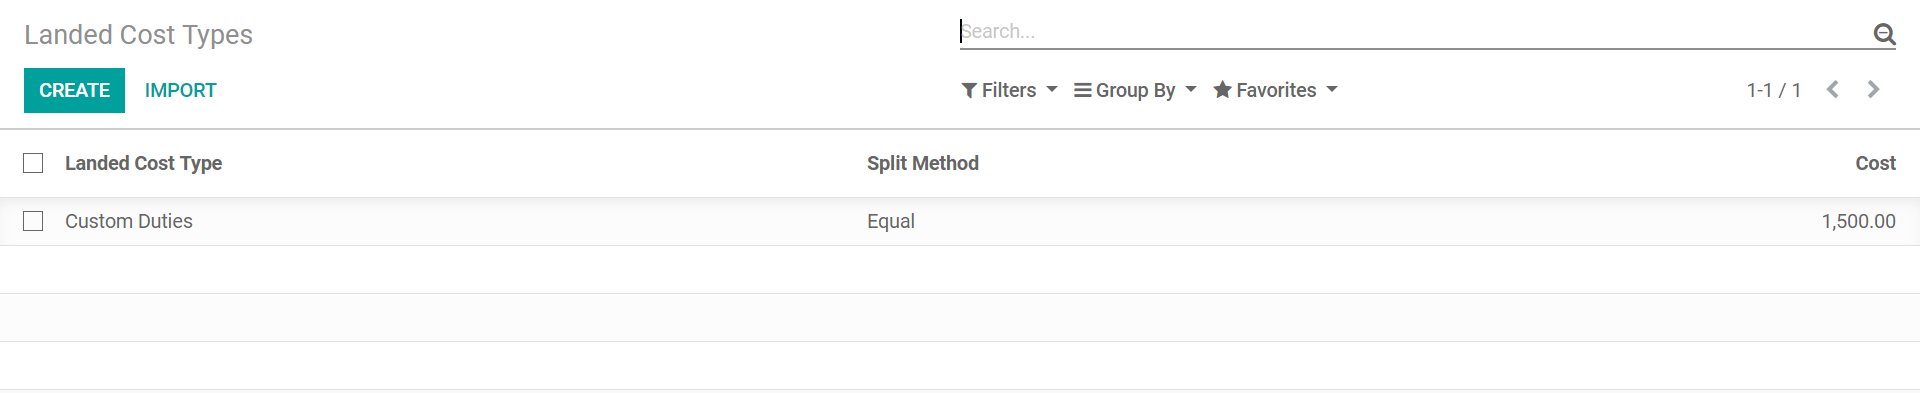 Landed Cost Types
Search...
CREATE IMPORT
Filters Group By Favorites 1-1 / 1
Landed Cost Type Split Method Cost
Custom Duties Equal 1,500.00